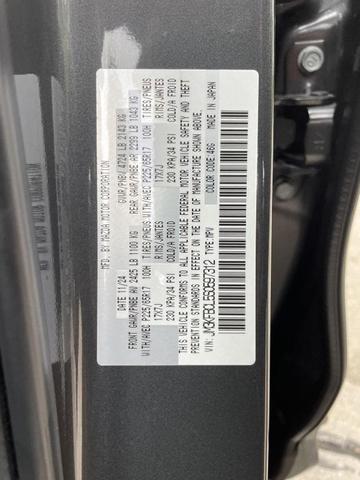 MFD. BY MAZDA MOTOR CORPORATION
DATE 11/24 GVWR/PNBV 4724 LB 2143 KG
FRONT GAWR/PNBE AV 2425 LB 1100 KG REAR GAWR/PNBE AR 2299 LB 1043 KG
WITH/AVEC P225/65R17 100H TIRES/PNEUS WITH/AVEC P225/65R17 100H TIRES/PNEUS
17X7J RIMS/JANTES 17X7J RIMS/JANTES
230 KPA/34 PSI COLD/A FROID 230 KPA/34 PSI COLD/A FROID
THIS VEHICLE CONFORMS TO ALL APPLICABLE FEDERAL MOTOR VEHICLE SAFETY AND THEFT
PREVENTION STANDARDS IN EFFECT ON THE DATE OF MANUFACTURE SHOWN ABOVE.
VIN: JM3KFBCL5S0597312 TYPE: MPV COLOR CODE: 46G MADE IN JAPAN